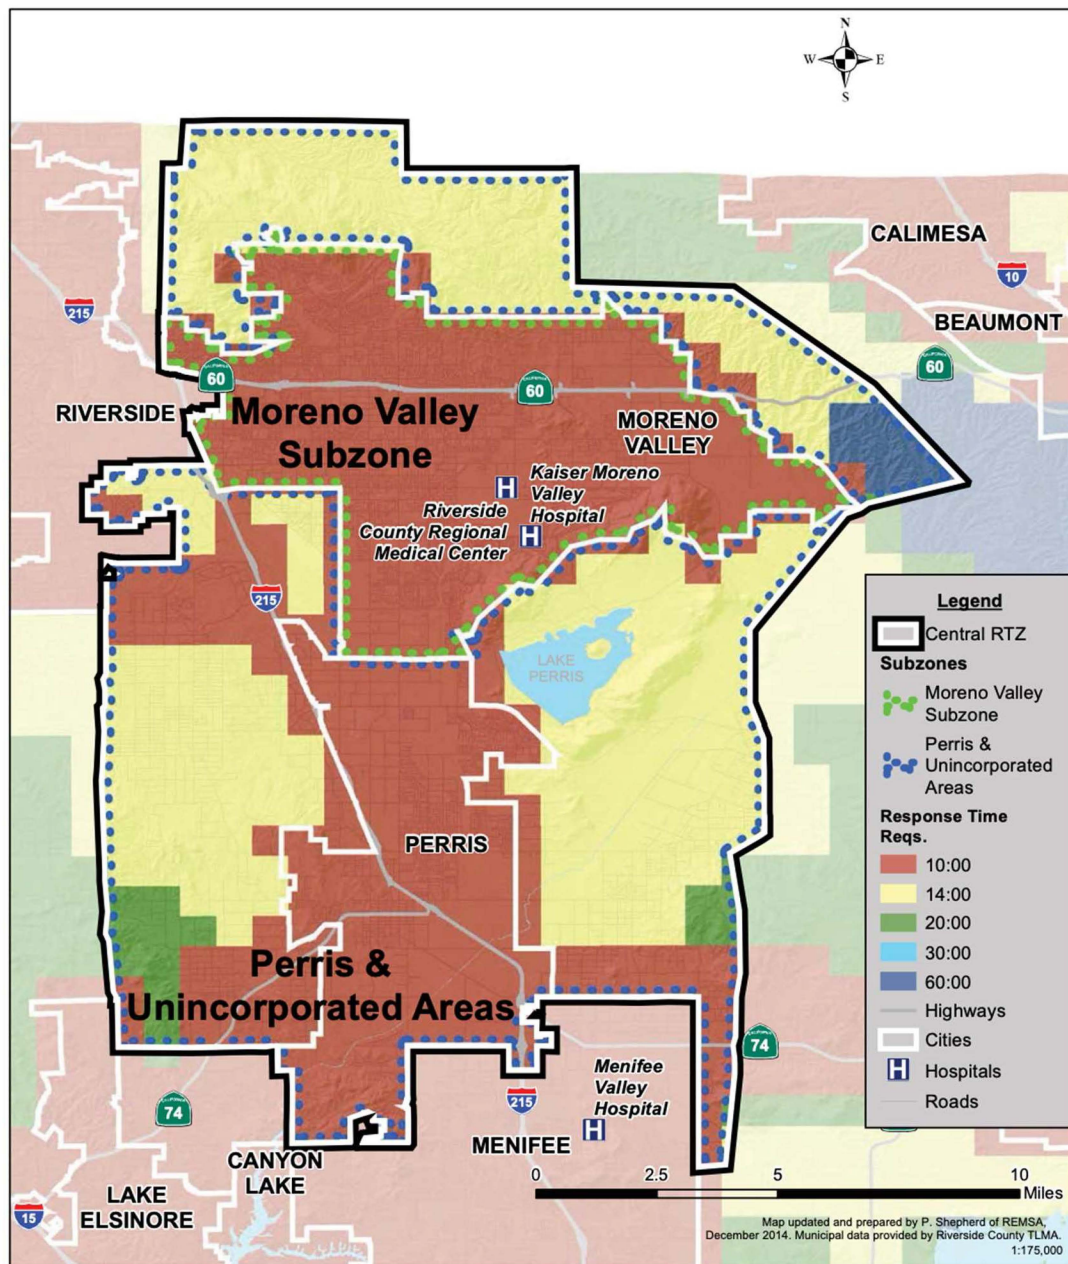 N
W E
S
CALIMESA
10
215
BEAUMONT
60
60
60
RIVERSIDE
Moreno Valley
Subzone
MORENO
VALLEY
Kaiser Moreno
Valley
Hospital
H
Riverside
County Regional
Medical Center
H
215
LAKE
PERRIS
PERRIS
Perris &
Unincorporated Areas
74
74
215
Menifee
Valley
Hospital
H
MENIFEE
CANYON
LAKE
LAKE
ELSINORE
15
Legend
Central RTZ
Subzones
Moreno Valley
Subzone
Perris &
Unincorporated
Areas
Response Time
Reqs.
10:00
14:00
20:00
30:00
60:00
Highways
Cities
H Hospitals
Roads
0 2.5 5 10
Miles
Map updated and prepared by P. Shepherd of REMSA,
December 2014. Municipal data provided by Riverside County TLMA.
1:175,000